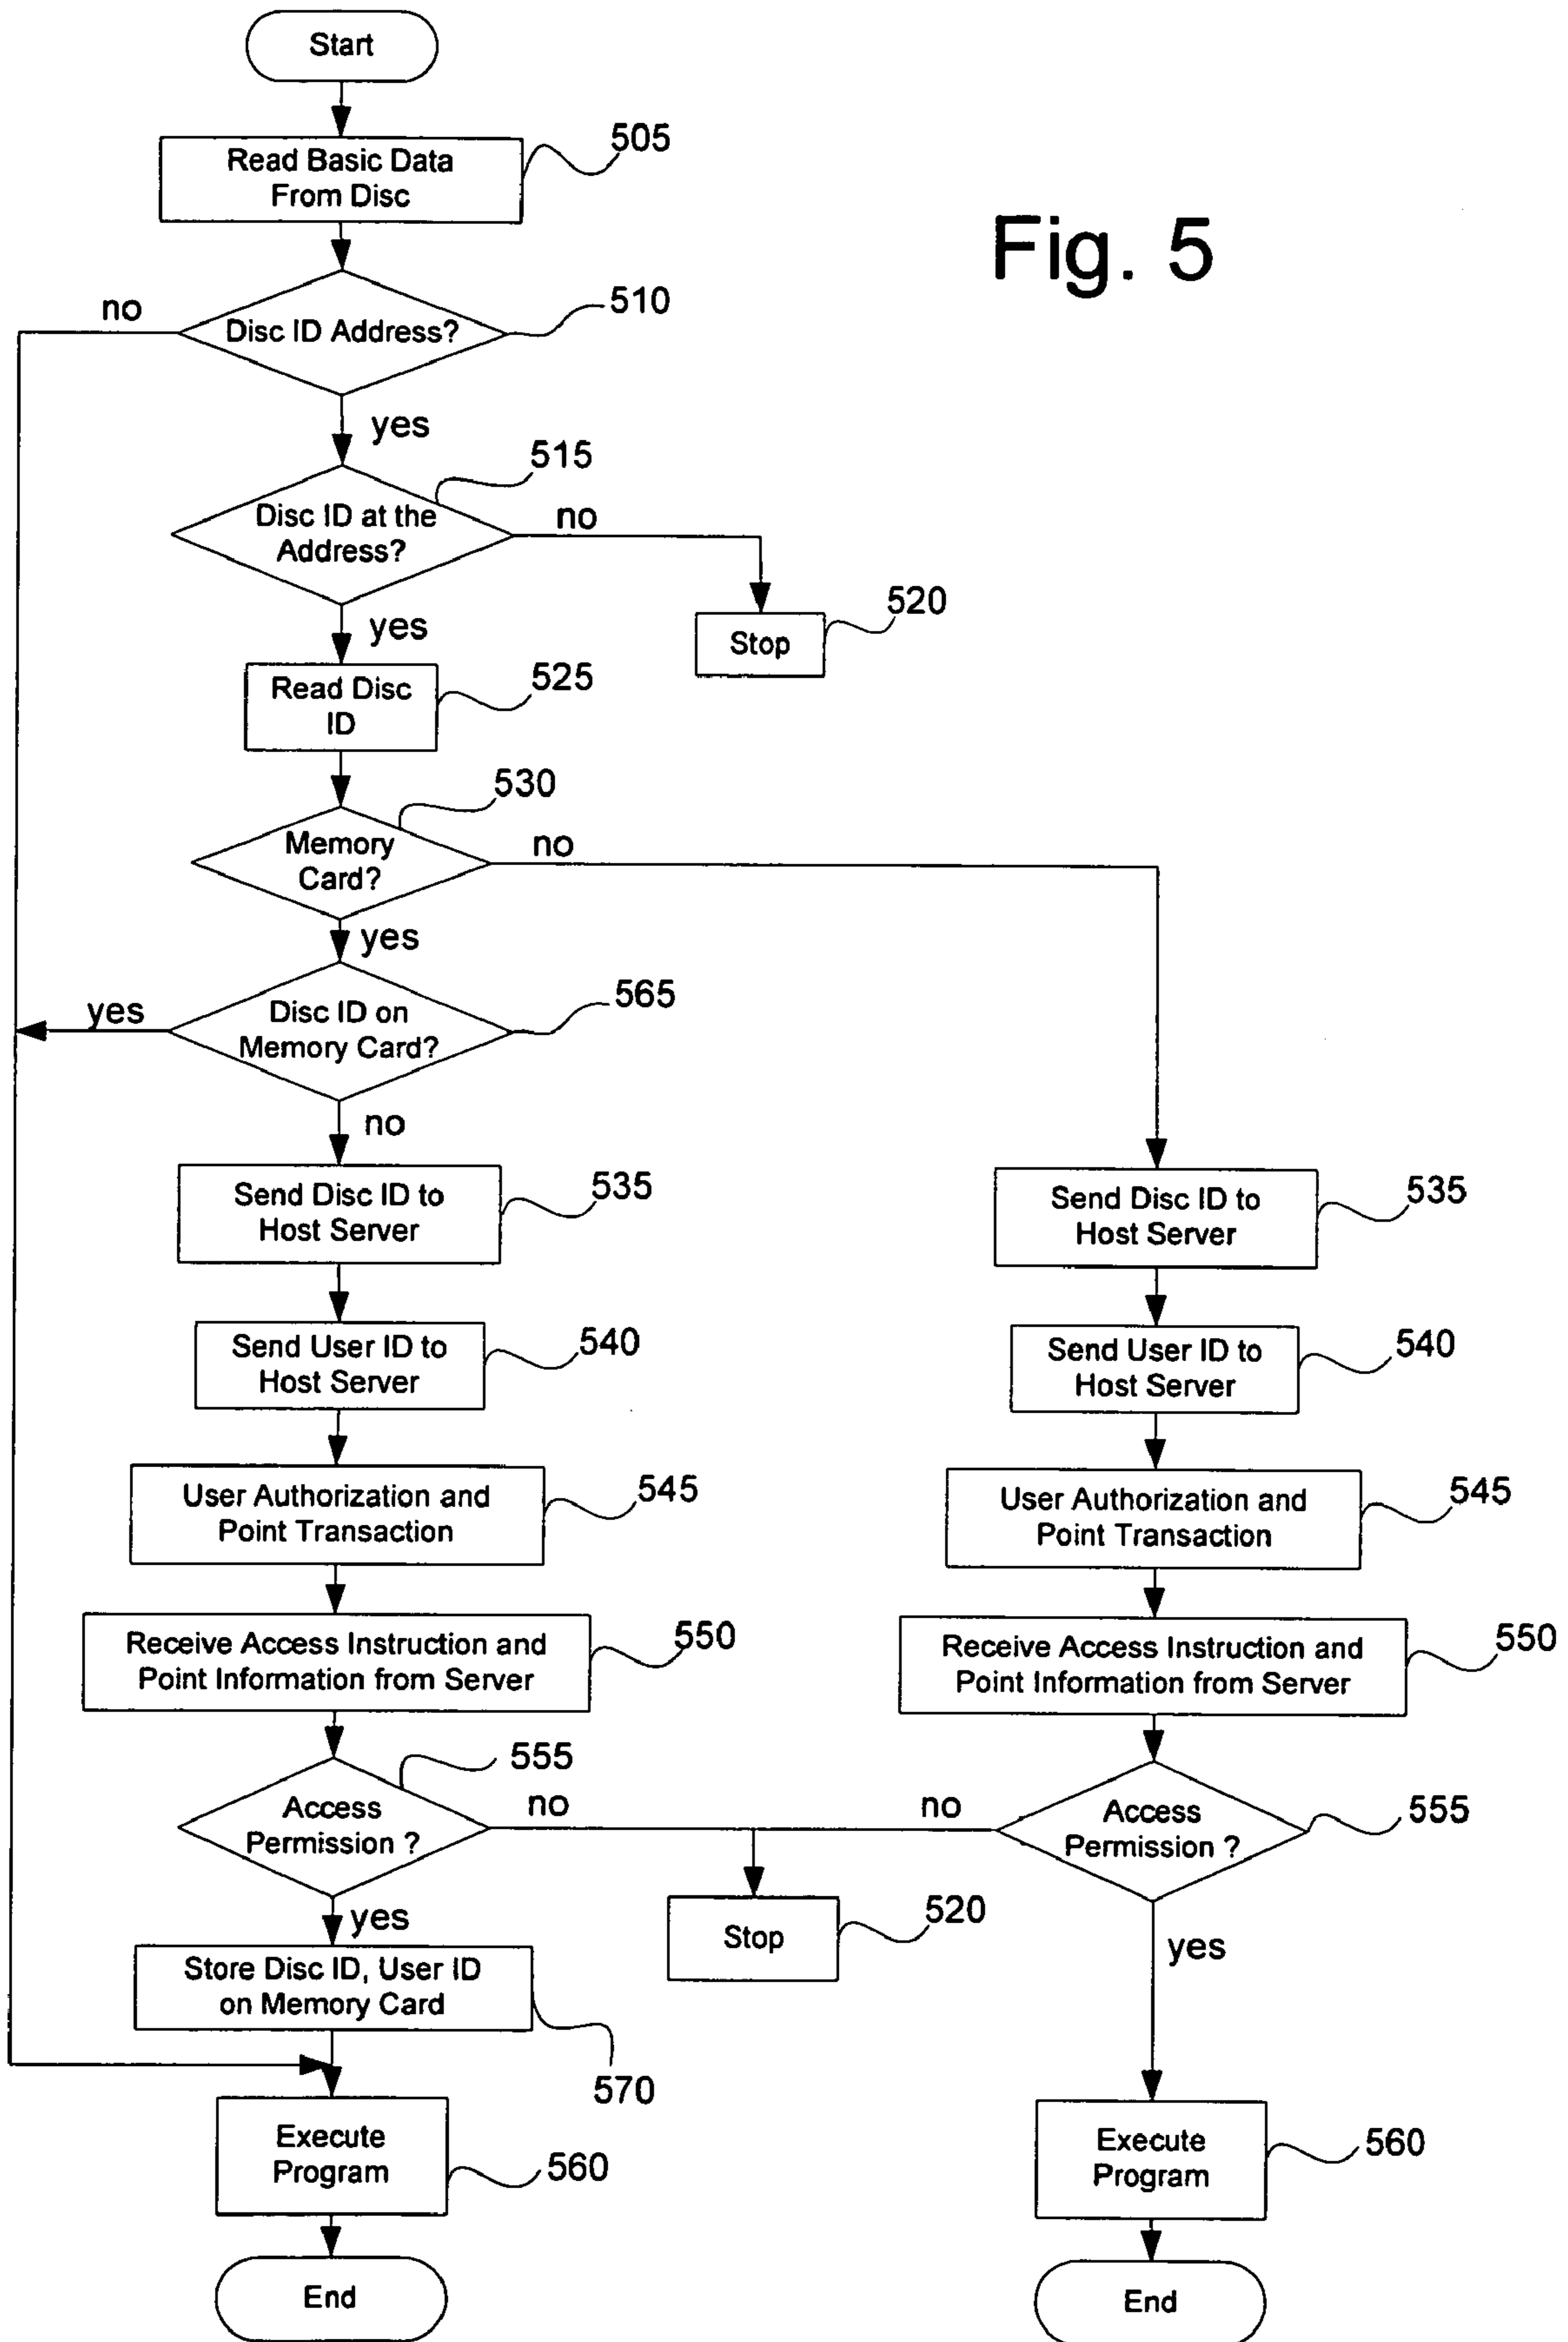 Start
Read Basic Data
From Disc
505
Fig. 5
no
Disc ID Address?
510
yes
515
Disc ID at the
Address?
no
520
Stop
yes
Read Disc
ID
525
530
Memory
Card?
no
yes
yes
Disc ID on
Memory Card?
565
no
Send Disc ID to
Host Server
535
Send Disc ID to
Host Server
535
Send User ID to
Host Server
540
Send User ID to
Host Server
540
User Authorization and
Point Transaction
545
User Authorization and
Point Transaction
545
Receive Access Instruction and
Point Information from Server
550
Receive Access Instruction and
Point Information from Server
550
555
Access
Permission ?
no
no
Access
Permission ?
555
yes
Stop
520
yes
Store Disc ID, User ID
on Memory Card
570
Execute
Program
560
Execute
Program
560
End
End